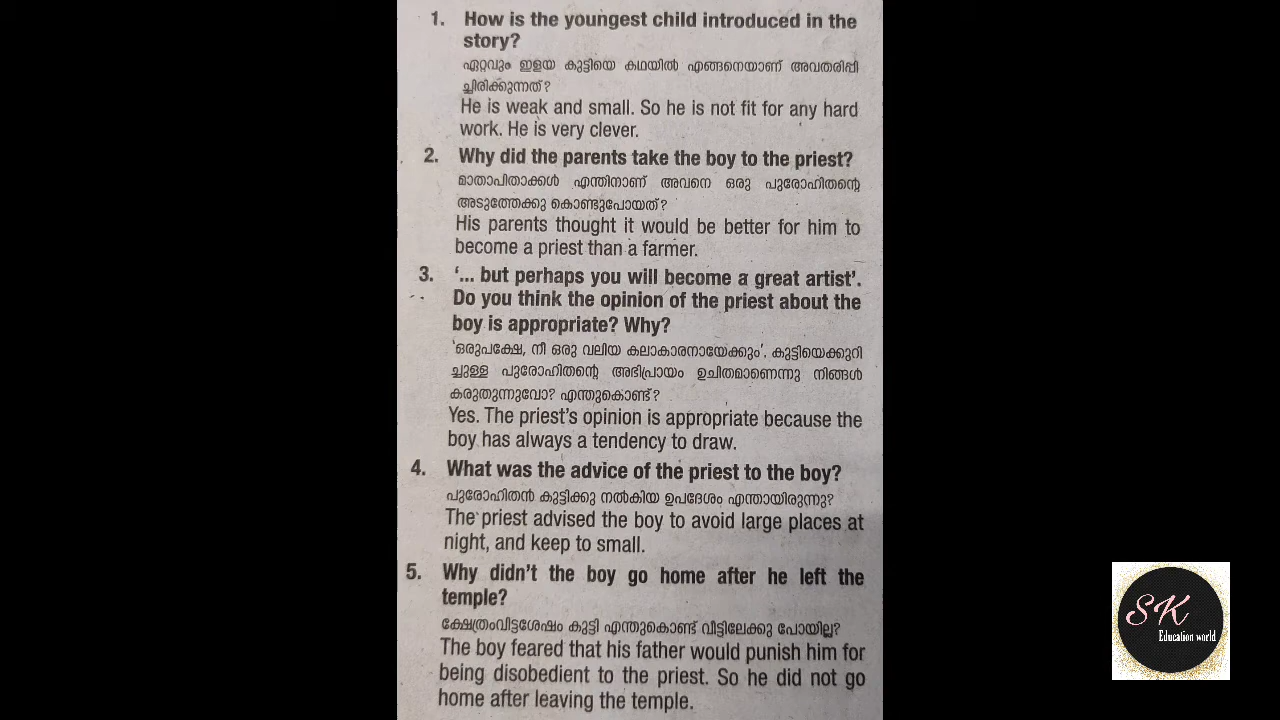 1. How is the youngest child introduced in the
story?
ഏറ്റവും ഇളയ കുട്ടിയെ കഥയിൽ എങ്ങനെയാണ് അവതരിപ്പി
ച്ചിരിക്കുന്നത്?
He is weak and small. So he is not fit for any hard
work. He is very clever.
2. Why did the parents take the boy to the priest?
മാതാപിതാക്കൾ എന്തിനാണ് അവനെ ഒരു പുരോഹിതന്റെ
അടുത്തേക്കു കൊണ്ടുപോയത്?
His parents thought it would be better for him to
become a priest than a farmer.
3. ‘... but perhaps you will become a great artist’.
Do you think the opinion of the priest about the
boy is appropriate? Why?
‘ഒരുപക്ഷേ, നീ ഒരു വലിയ കലാകാരനായേക്കും’. കുട്ടിയെക്കുറി
ച്ചുള്ള പുരോഹിതന്റെ അഭിപ്രായം ഉചിതമാണെന്നു നിങ്ങൾ
കരുതുന്നുവോ? എന്തുകൊണ്ട്?
Yes. The priest's opinion is appropriate because the
boy has always a tendency to draw.
4. What was the advice of the priest to the boy?
പുരോഹിതൻ കുട്ടിക്കു നൽകിയ ഉപദേശം എന്തായിരുന്നു?
The priest advised the boy to avoid large places at
night, and keep to small.
5. Why didn't the boy go home after he left the
temple?
ക്ഷേത്രംവിട്ടശേഷം കുട്ടി എന്തുകൊണ്ട് വീട്ടിലേക്കു പോയില്ല?
The boy feared that his father would punish him for
being disobedient to the priest. So he did not go
home after leaving the temple.
SK
Education world